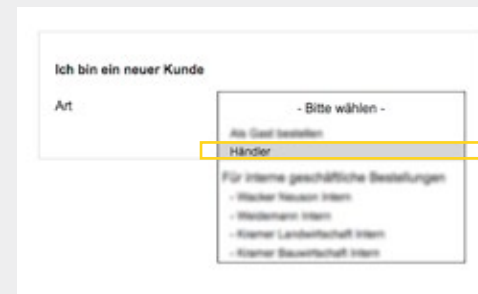 Ich bin ein neuer Kunde
Art
- Bitte wählen -
Als Gast bestellen
Händler
Für interne geschäftliche Bestellungen
- Wacker Neuson Intern
- Weidemann Intern
- Kramer Landwirtschaft Intern
- Kramer Bauwirtschaft Intern